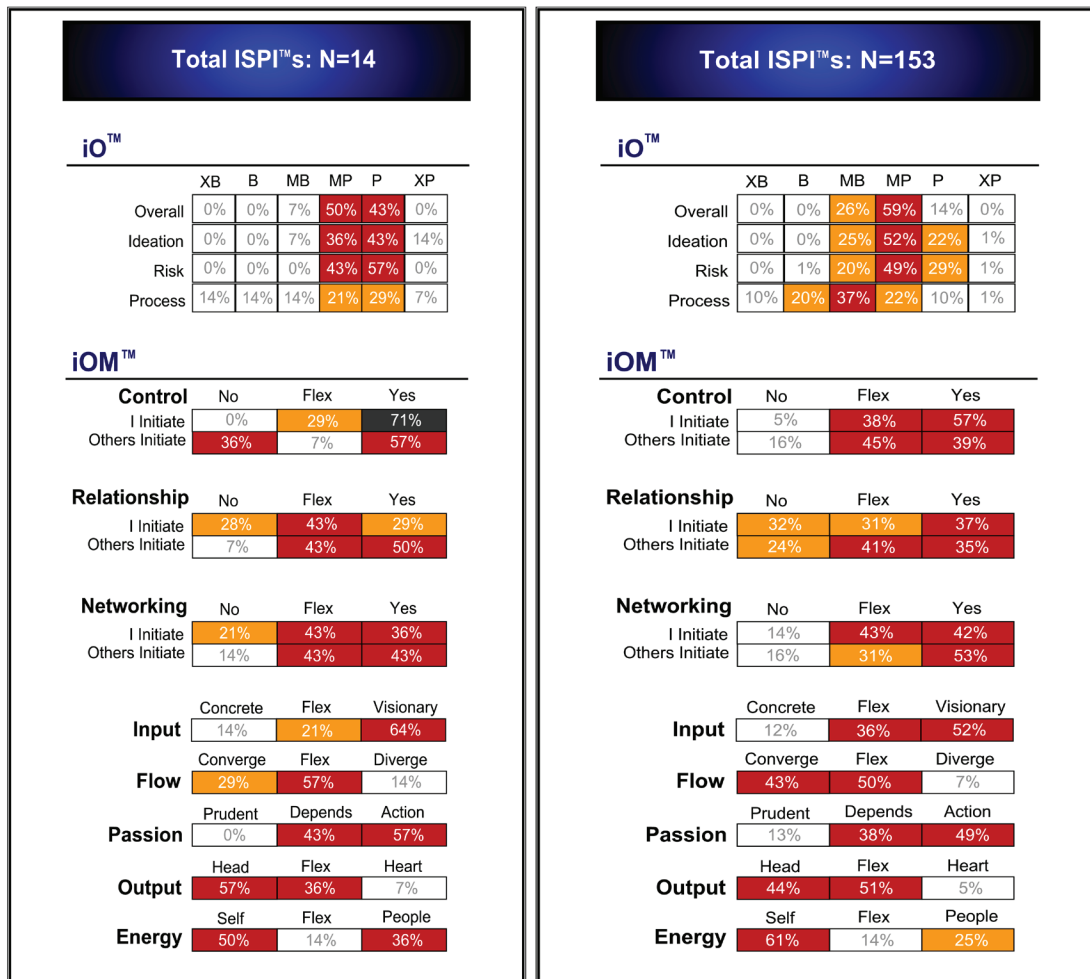 Total ISPI™s: N=14
iO™
XB B MB MP P XP
Overall 0% 0% 7% 50% 43% 0%
Ideation 0% 0% 7% 36% 43% 14%
Risk 0% 0% 0% 43% 57% 0%
Process 14% 14% 14% 21% 29% 7%
iOM™
Control No Flex Yes
I Initiate 0% 29% 71%
Others Initiate 36% 7% 57%
Relationship No Flex Yes
I Initiate 28% 43% 29%
Others Initiate 7% 43% 50%
Networking No Flex Yes
I Initiate 21% 43% 36%
Others Initiate 14% 43% 43%
Concrete Flex Visionary
Input 14% 21% 64%
Converge Flex Diverge
Flow 29% 57% 14%
Prudent Depends Action
Passion 0% 43% 57%
Head Flex Heart
Output 57% 36% 7%
Self Flex People
Energy 50% 14% 36%
Total ISPI™s: N=153
iO™
XB B MB MP P XP
Overall 0% 0% 26% 59% 14% 0%
Ideation 0% 0% 25% 52% 22% 1%
Risk 0% 1% 20% 49% 29% 1%
Process 10% 20% 37% 22% 10% 1%
iOM™
Control No Flex Yes
I Initiate 5% 38% 57%
Others Initiate 16% 45% 39%
Relationship No Flex Yes
I Initiate 32% 31% 37%
Others Initiate 24% 41% 35%
Networking No Flex Yes
I Initiate 14% 43% 42%
Others Initiate 16% 31% 53%
Concrete Flex Visionary
Input 12% 36% 52%
Converge Flex Diverge
Flow 43% 50% 7%
Prudent Depends Action
Passion 13% 38% 49%
Head Flex Heart
Output 44% 51% 5%
Self Flex People
Energy 61% 14% 25%